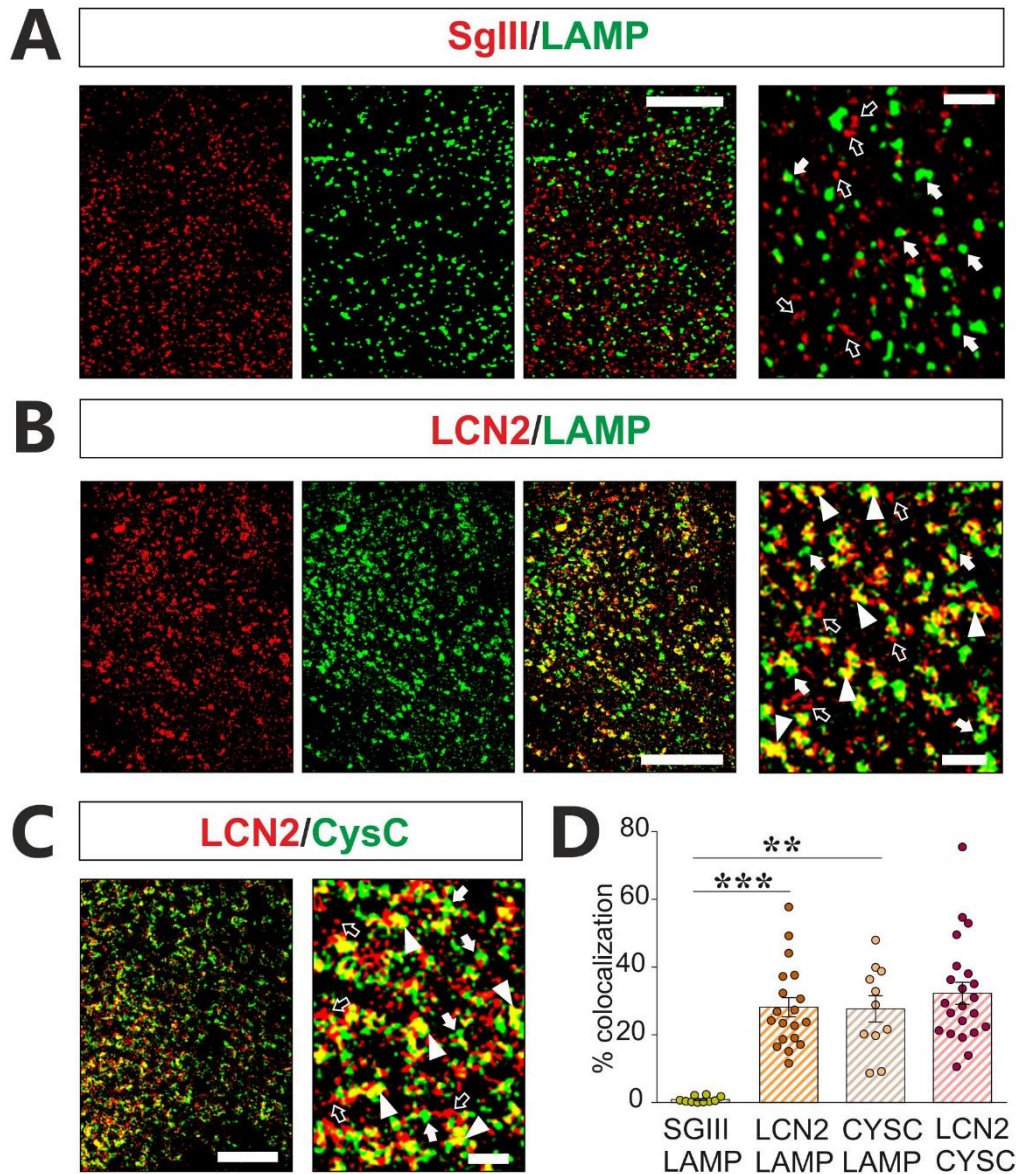 A
SgIII/LAMP
B
LCN2/LAMP
C
LCN2/CysC
D
% colocalization
80
60
40
20
0
**
***
SGIII LCN2 CYSC LCN2
LAMP LAMP LAMP CYSC